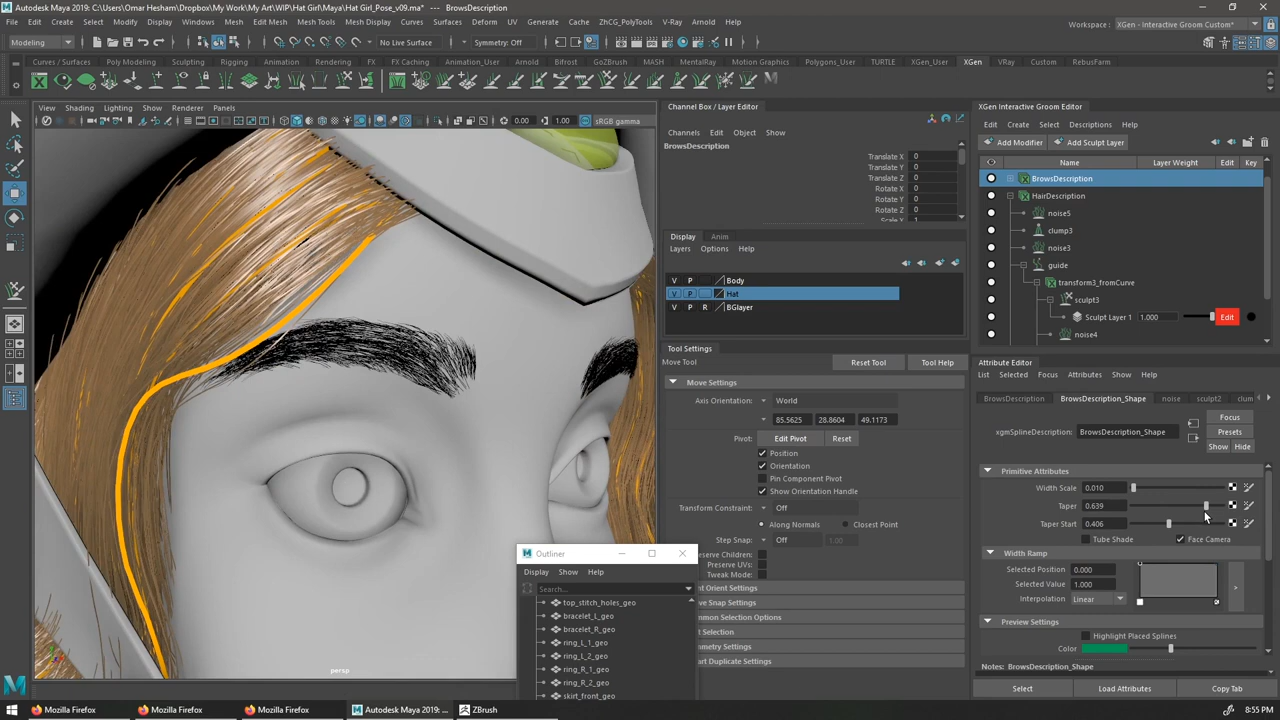 Autodesk Maya 2019: C:\Users\Omar Hesham\Dropbox\My Work\My Art\WIP\Hat Girl\Maya\Hat Girl_Pose_v09.ma* --- BrowsDescription
File Edit Create Select Modify Display Windows Mesh Edit Mesh Mesh Tools Mesh Display Curves Surfaces Deform UV Generate Cache ZhCG_PolyTools V-Ray Arnold Help
Workspace : XGen - Interactive Groom Custom*
Modeling No Live Surface Symmetry: Off
Curves / Surfaces Poly Modeling Sculpting Rigging Animation Rendering FX FX Caching Animation_User Arnold Bifrost GoZBrush MASH MentalRay Motion Graphics Polygons_User TURTLE XGen_User XGen VRay Custom RebusFarm
View Shading Lighting Show Renderer Panels
0.00 1.00 sRGB gamma
persp
Channel Box / Layer Editor
Channels Edit Object Show
BrowsDescription
Translate X 0
Translate Y 0
Translate Z 0
Rotate X 0
Rotate Y 0
Rotate Z 0
Scale X 1
Display Anim
Layers Options Help
V P Body
V P Hat
V P R BGlayer
Tool Settings
Move Tool Reset Tool Tool Help
Move Settings
Axis Orientation: World
85.5625 28.8604 49.1173
Pivot: Edit Pivot Reset
Position
Orientation
Pin Component Pivot
Show Orientation Handle
Transform Constraint: Off
Along Normals Closest Point
Step Snap: Off 1.00
Preserve UVs:
Tweak Mode:
Outliner
Display Show Help
Search...
top_stitch_holes_geo
bracelet_L_geo
bracelet_R_geo
ring_L_1_geo
ring_L_2_geo
ring_R_1_geo
ring_R_2_geo
skirt_front_geo
XGen Interactive Groom Editor
Edit Create Select Descriptions Help
Add Modifier Add Sculpt Layer
Name Layer Weight Edit Key
BrowsDescription
HairDescription
noise5
clump3
noise3
guide
transform3_fromCurve
sculpt3
Sculpt Layer 1 1.000 Edit
noise4
Attribute Editor
List Selected Focus Attributes Show Help
BrowsDescription BrowsDescription_Shape noise sculpt2 clum
Focus
xgmSplineDescription: BrowsDescription_Shape Presets
Show Hide
Primitive Attributes
Width Scale 0.010
Taper 0.639
Taper Start 0.406
Tube Shade Face Camera
Width Ramp
Selected Position 0.000
Selected Value 1.000
Interpolation Linear
>
Preview Settings
Highlight Placed Splines
Color
Notes: BrowsDescription_Shape
Select Load Attributes Copy Tab
Mozilla Firefox Mozilla Firefox Mozilla Firefox Autodesk Maya 2019: ... ZBrush 8:55 PM